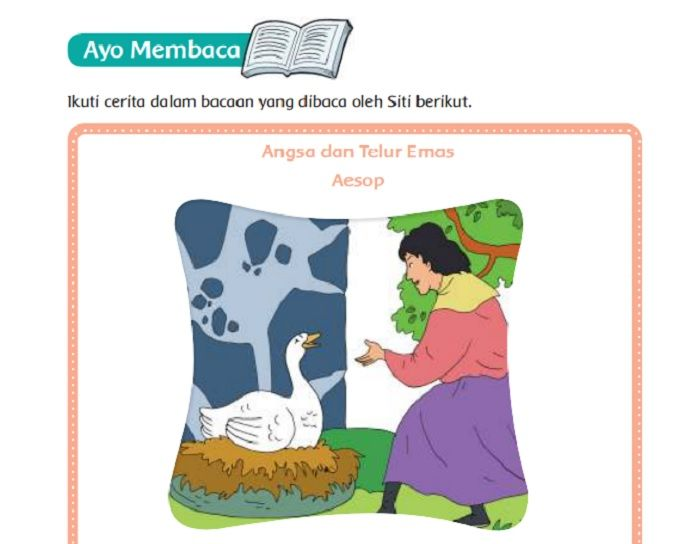 Ayo Membaca
Ikuti cerita dalam bacaan yang dibaca oleh Siti berikut.
Angsa dan Telur Emas
Aesop